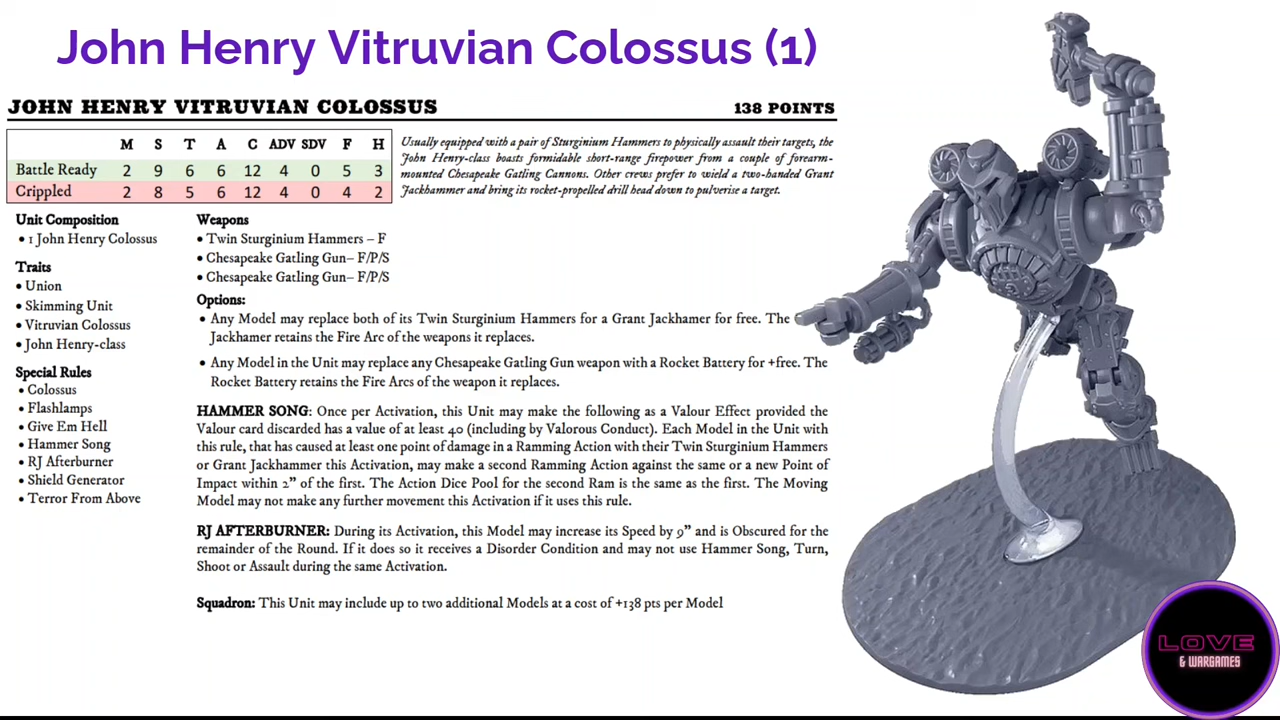 John Henry Vitruvian Colossus (1)
JOHN HENRY VITRUVIAN COLOSSUS 138 POINTS
M S T A C ADV SDV F H
Battle Ready 2 9 6 6 12 4 0 5 3
Crippled 2 8 5 6 12 4 0 4 2
Usually equipped with a pair of Sturginium Hammers to physically assault their targets, the
John Henry-class boasts formidable short-range firepower from a couple of forearm-
mounted Chesapeake Gatling Cannons. Other crews prefer to wield a two-handed Grant
Jackhammer and bring its rocket-propelled drill head down to pulverise a target.
Unit Composition
• 1 John Henry Colossus
Traits
• Union
• Skimming Unit
• Vitruvian Colossus
• John Henry-class
Special Rules
• Colossus
• Flashlamps
• Give Em Hell
• Hammer Song
• RJ Afterburner
• Shield Generator
• Terror From Above
Weapons
• Twin Sturginium Hammers – F
• Chesapeake Gatling Gun– F/P/S
• Chesapeake Gatling Gun– F/P/S
Options:
• Any Model may replace both of its Twin Sturginium Hammers for a Grant Jackhamer for free. The
Jackhamer retains the Fire Arc of the weapons it replaces.
• Any Model in the Unit may replace any Chesapeake Gatling Gun weapon with a Rocket Battery for +free. The
Rocket Battery retains the Fire Arcs of the weapon it replaces.
HAMMER SONG: Once per Activation, this Unit may make the following as a Valour Effect provided the
Valour card discarded has a value of at least 40 (including by Valorous Conduct). Each Model in the Unit with
this rule, that has caused at least one point of damage in a Ramming Action with their Twin Sturginium Hammers
or Grant Jackhammer this Activation, may make a second Ramming Action against the same or a new Point of
Impact within 2" of the first. The Action Dice Pool for the second Ram is the same as the first. The Moving
Model may not make any further movement this Activation if it uses this rule.
RJ AFTERBURNER: During its Activation, this Model may increase its Speed by 9" and is Obscured for the
remainder of the Round. If it does so it receives a Disorder Condition and may not use Hammer Song, Turn,
Shoot or Assault during the same Activation.
Squadron: This Unit may include up to two additional Models at a cost of +138 pts per Model
LOVE
& WARGAMES